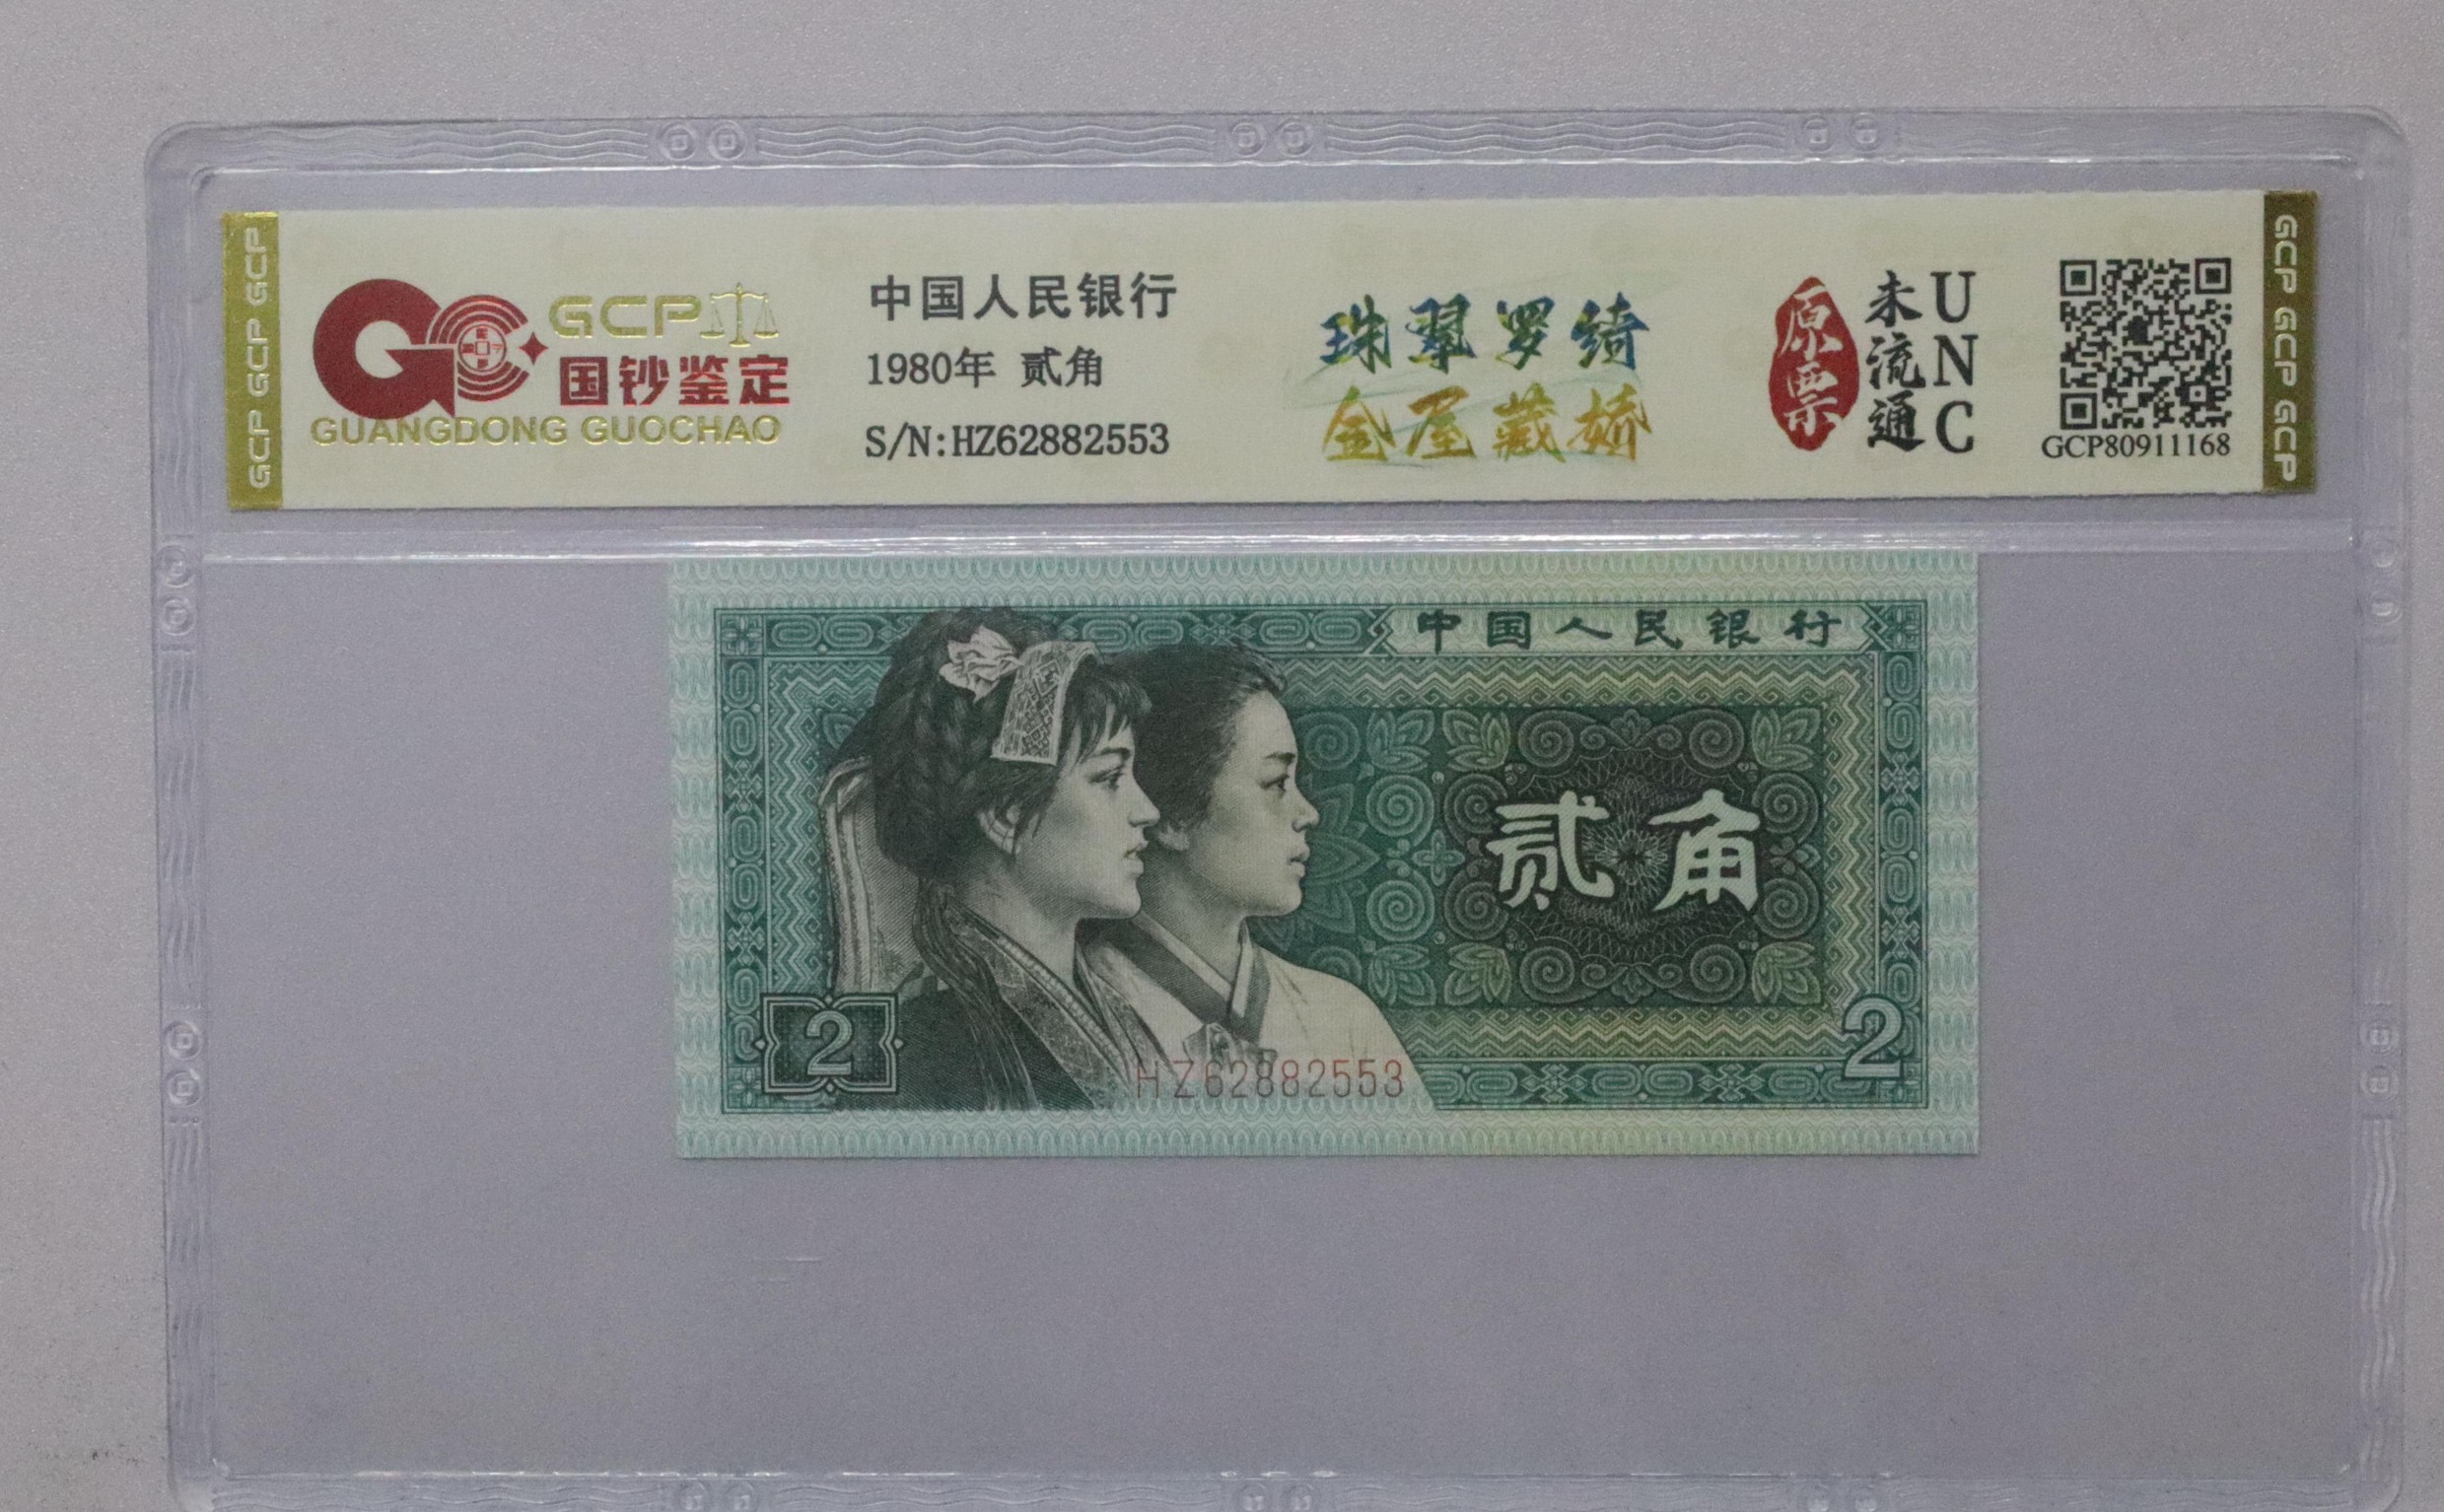 GCP GCP GCP
GCP
国钞鉴定
GUANGDONG GUOCHAO
中国人民银行
1980年 贰角
S/N:HZ62882553
珠翠罗绮
金屋藏娇
原票
未流通
UNC
GCP80911168
GCP GCP GCP
中国人民银行
贰角
2
2
HZ62882553